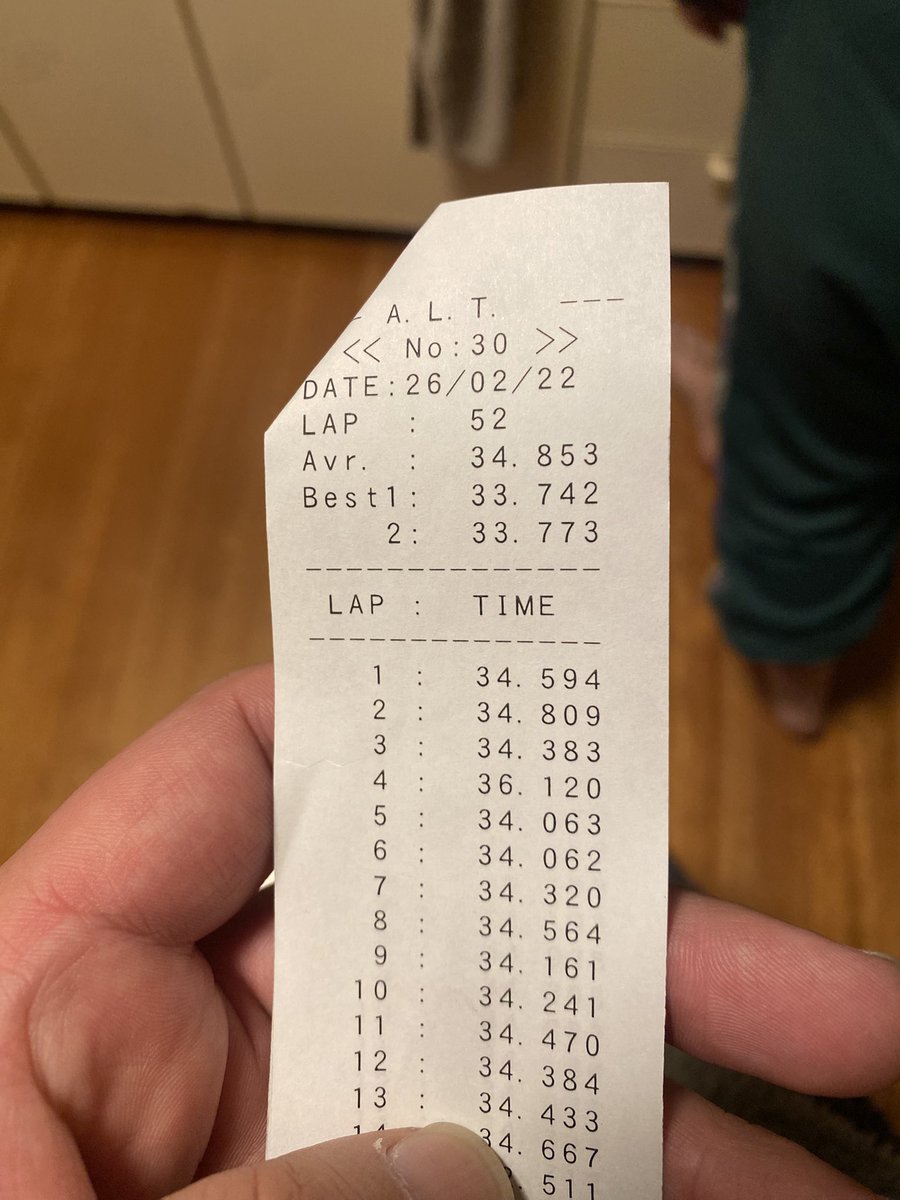 - A. L. T. ---
<< No:30 >>
DATE:26/02/22
LAP : 52
Avr. : 34. 853
Best1: 33. 742
2: 33. 773
--------------
LAP : TIME
--------------
1 : 34. 594
2 : 34. 809
3 : 34. 383
4 : 36. 120
5 : 34. 063
6 : 34. 062
7 : 34. 320
8 : 34. 564
9 : 34. 161
10 : 34. 241
11 : 34. 470
12 : 34. 384
13 : 34. 433
14 34. 667
511